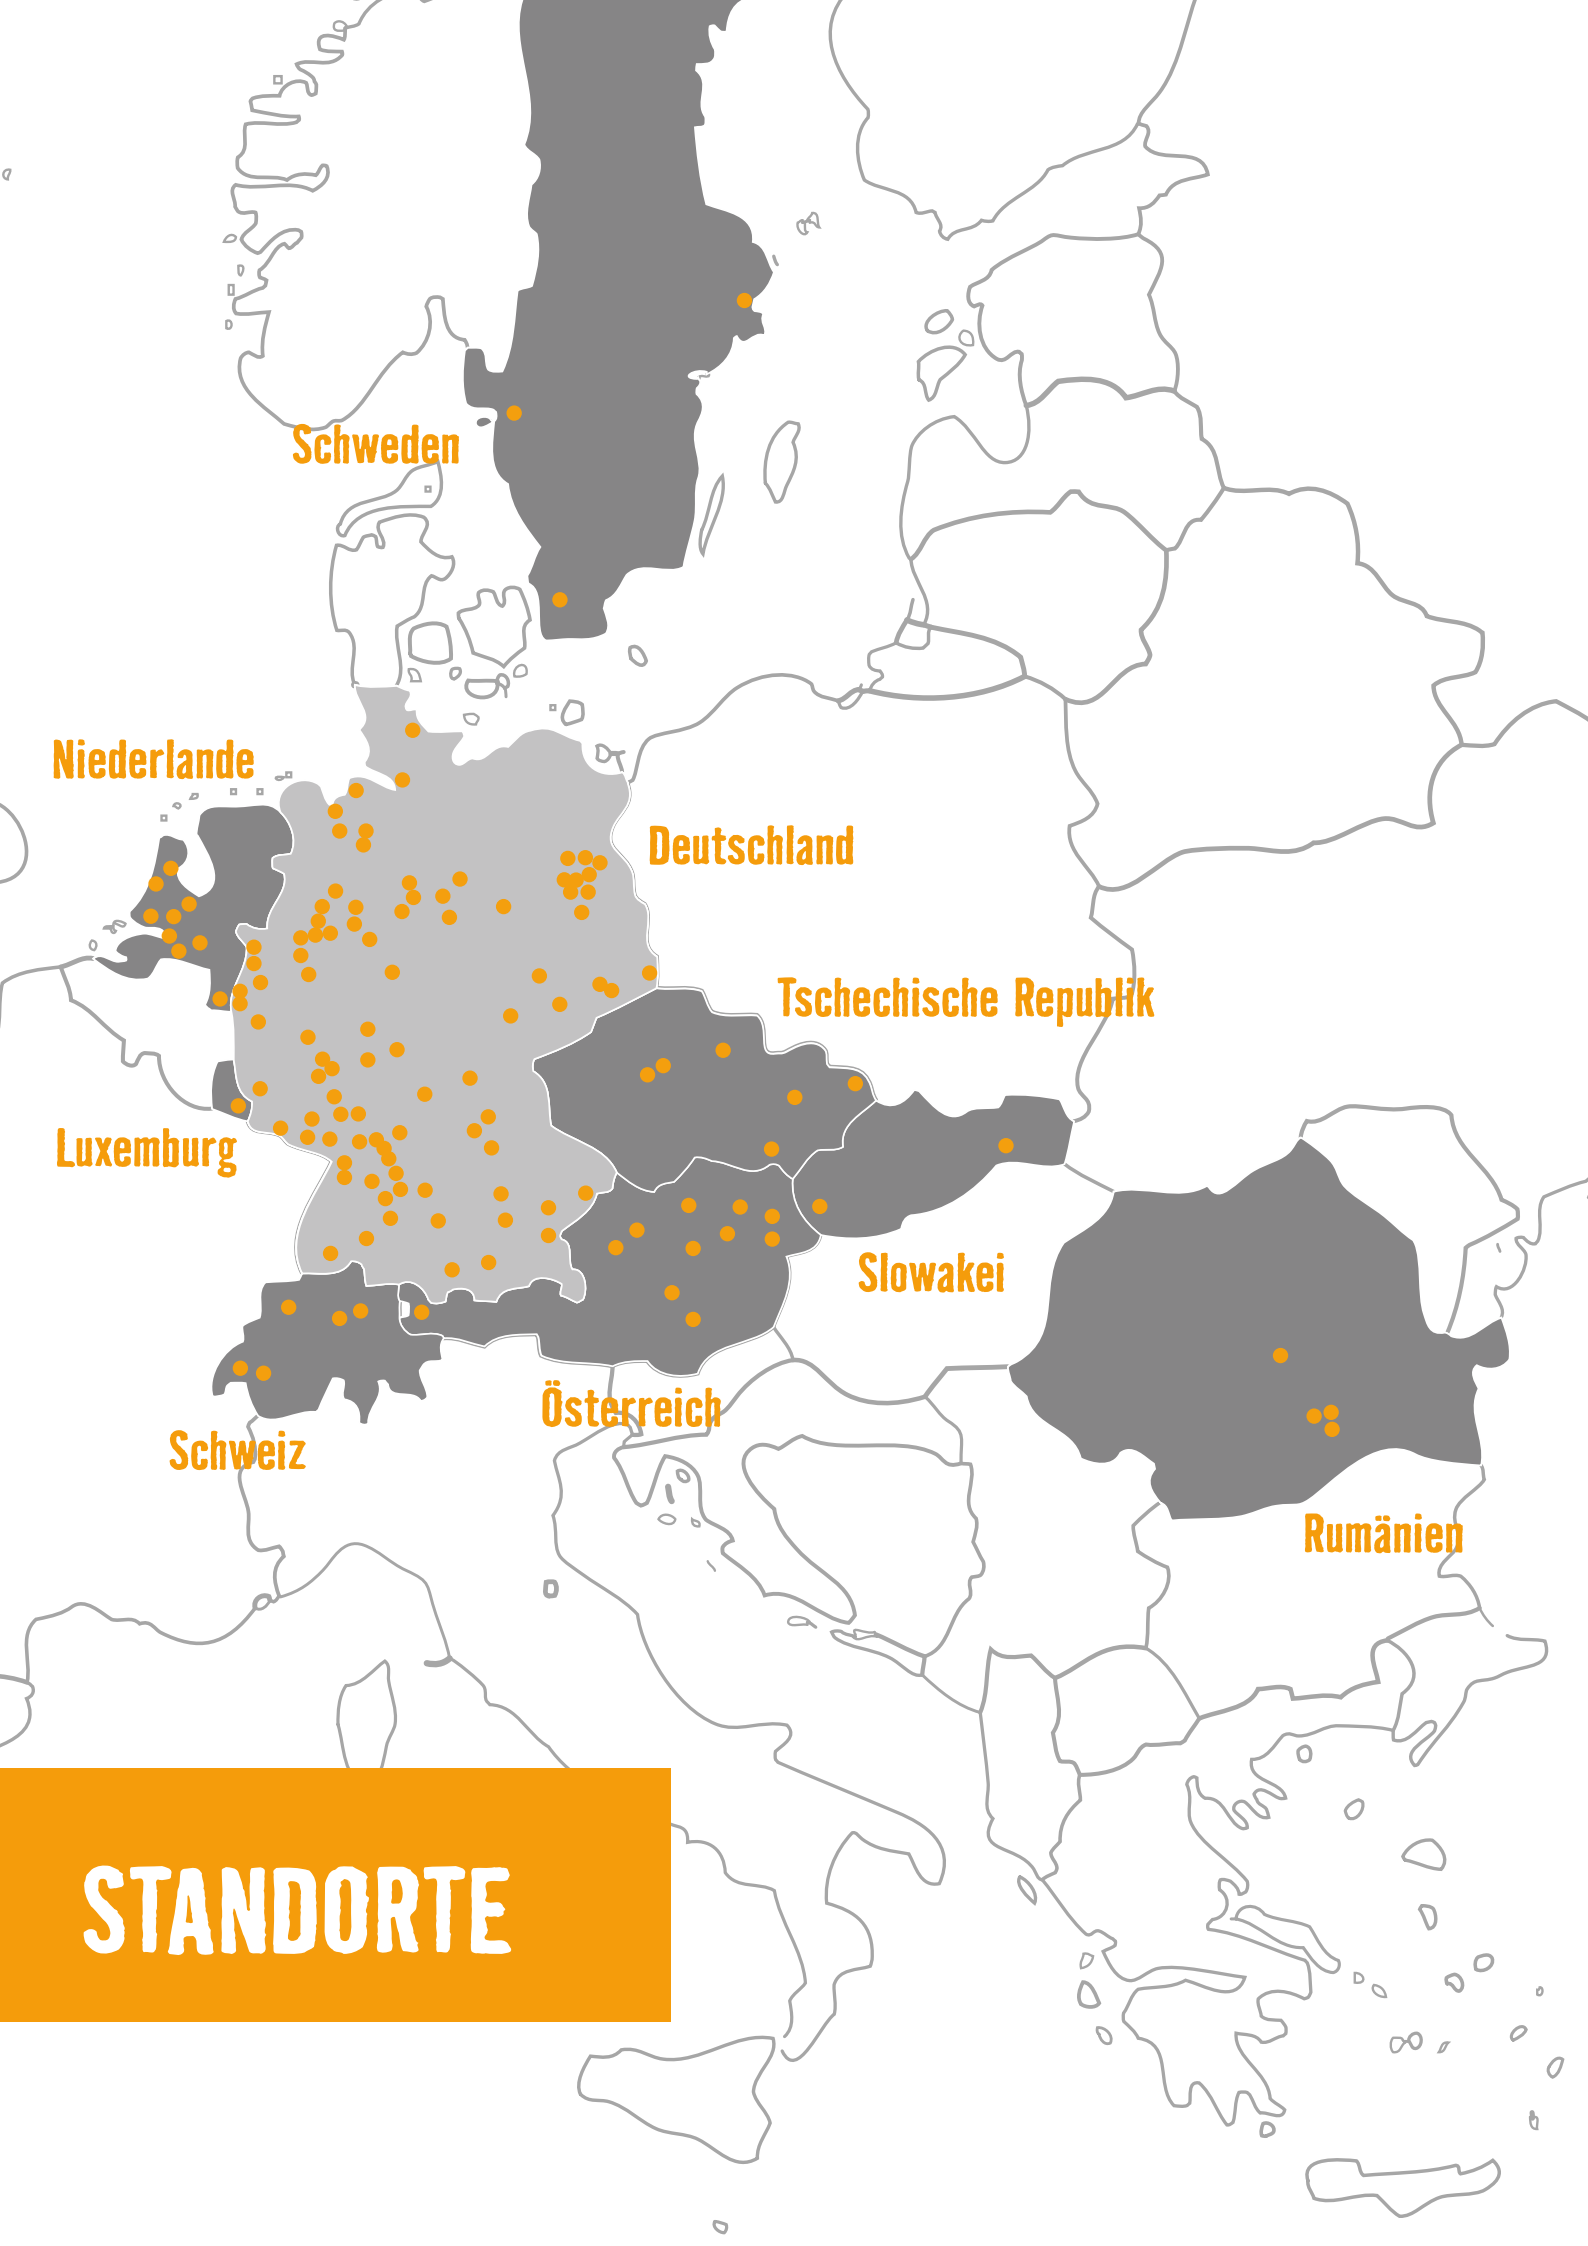 Schweden
Niederlande
Deutschland
Tschechische Republik
Luxemburg
Slowakei
Österreich
Schweiz
Rumänien
STANDORTE